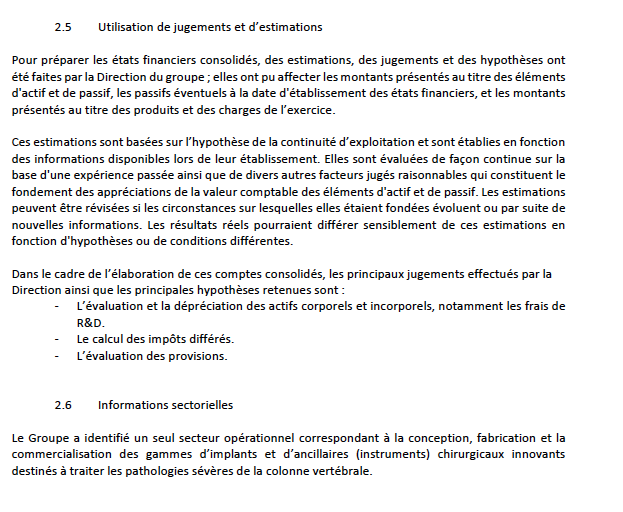 2.5 Utilisation de jugements et d’estimations
Pour préparer les états financiers consolidés, des estimations, des jugements et des hypothèses ont
été faites par la Direction du groupe ; elles ont pu affecter les montants présentés au titre des éléments
d'actif et de passif, les passifs éventuels à la date d'établissement des états financiers, et les montants
présentés au titre des produits et des charges de l’exercice.
Ces estimations sont basées sur l’hypothèse de la continuité d’exploitation et sont établies en fonction
des informations disponibles lors de leur établissement. Elles sont évaluées de façon continue sur la
base d'une expérience passée ainsi que de divers autres facteurs jugés raisonnables qui constituent le
fondement des appréciations de la valeur comptable des éléments d'actif et de passif. Les estimations
peuvent être révisées si les circonstances sur lesquelles elles étaient fondées évoluent ou par suite de
nouvelles informations. Les résultats réels pourraient différer sensiblement de ces estimations en
fonction d'hypothèses ou de conditions différentes.
Dans le cadre de l’élaboration de ces comptes consolidés, les principaux jugements effectués par la
Direction ainsi que les principales hypothèses retenues sont :
- L’évaluation et la dépréciation des actifs corporels et incorporels, notamment les frais de
R&D.
- Le calcul des impôts différés.
- L’évaluation des provisions.
2.6 Informations sectorielles
Le Groupe a identifié un seul secteur opérationnel correspondant à la conception, fabrication et la
commercialisation des gammes d’implants et d’ancillaires (instruments) chirurgicaux innovants
destinés à traiter les pathologies sévères de la colonne vertébrale.